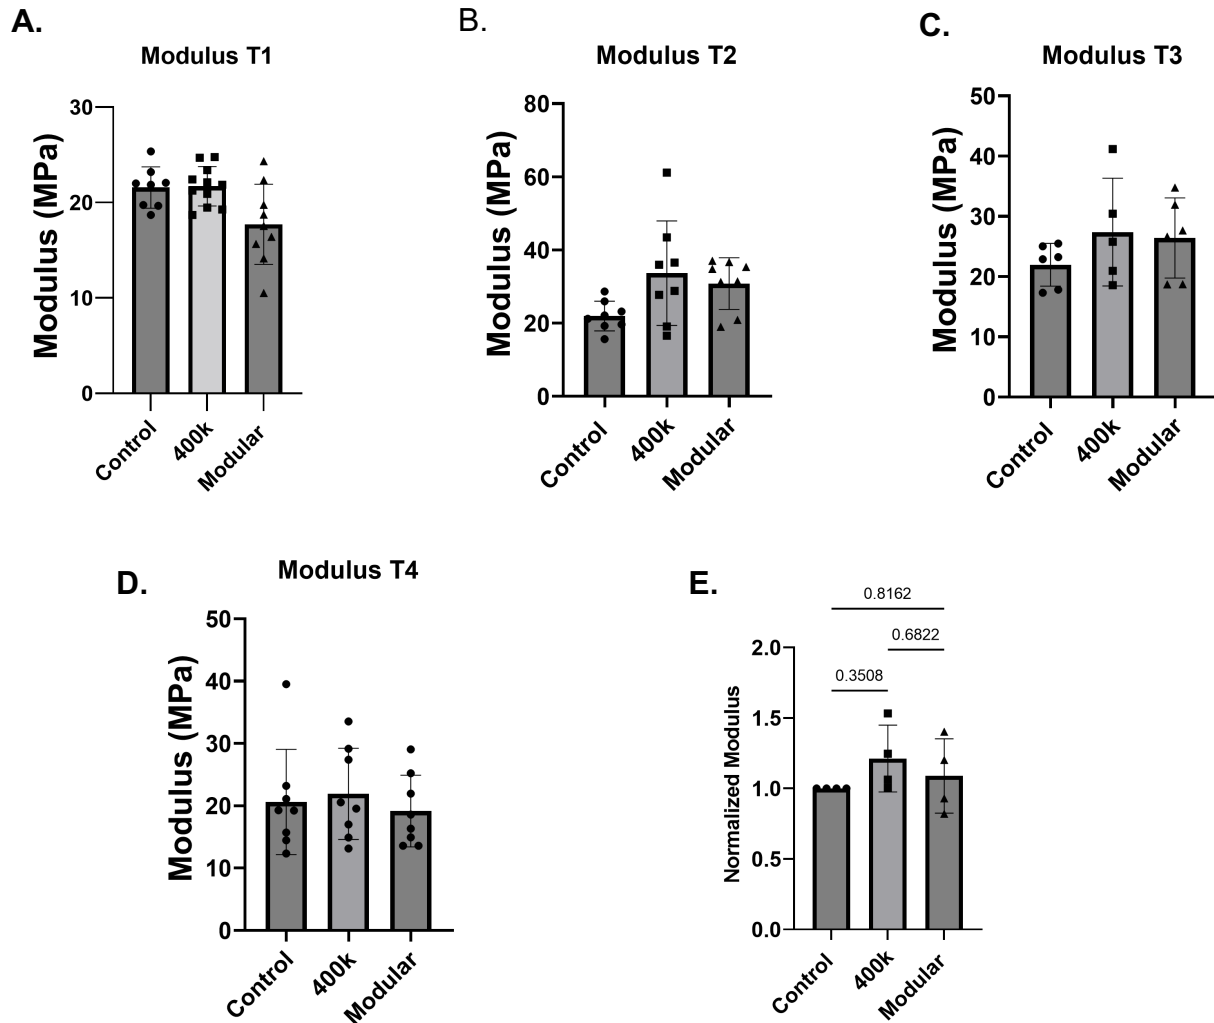 A.
Modulus T1
Modulus (MPa)
30
20
10
0
Control
400k
Modular
B.
Modulus T2
Modulus (MPa)
80
60
40
20
0
Control
400k
Modular
C.
Modulus T3
Modulus (MPa)
50
40
30
20
10
0
Control
400k
Modular
D.
Modulus T4
Modulus (MPa)
50
40
30
20
10
0
Control
400k
Modular
E.
0.8162
0.6822
0.3508
Normalized Modulus
2.0
1.5
1.0
0.5
0.0
Control
400k
Modular